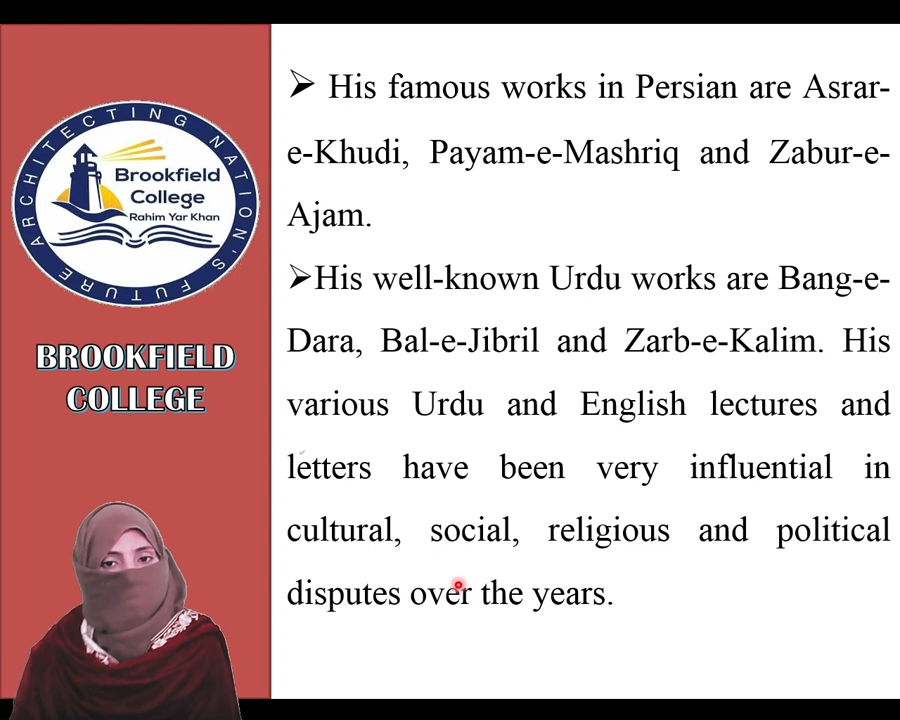 ARCHITECTING NATION'S FUTURE
Brookfield
College
Rahim Yar Khan
BROOKFIELD
COLLEGE
➢ His famous works in Persian are Asrar-
e-Khudi, Payam-e-Mashriq and Zabur-e-
Ajam.
➢His well-known Urdu works are Bang-e-
Dara, Bal-e-Jibril and Zarb-e-Kalim. His
various Urdu and English lectures and
letters have been very influential in
cultural, social, religious and political
disputes over the years.